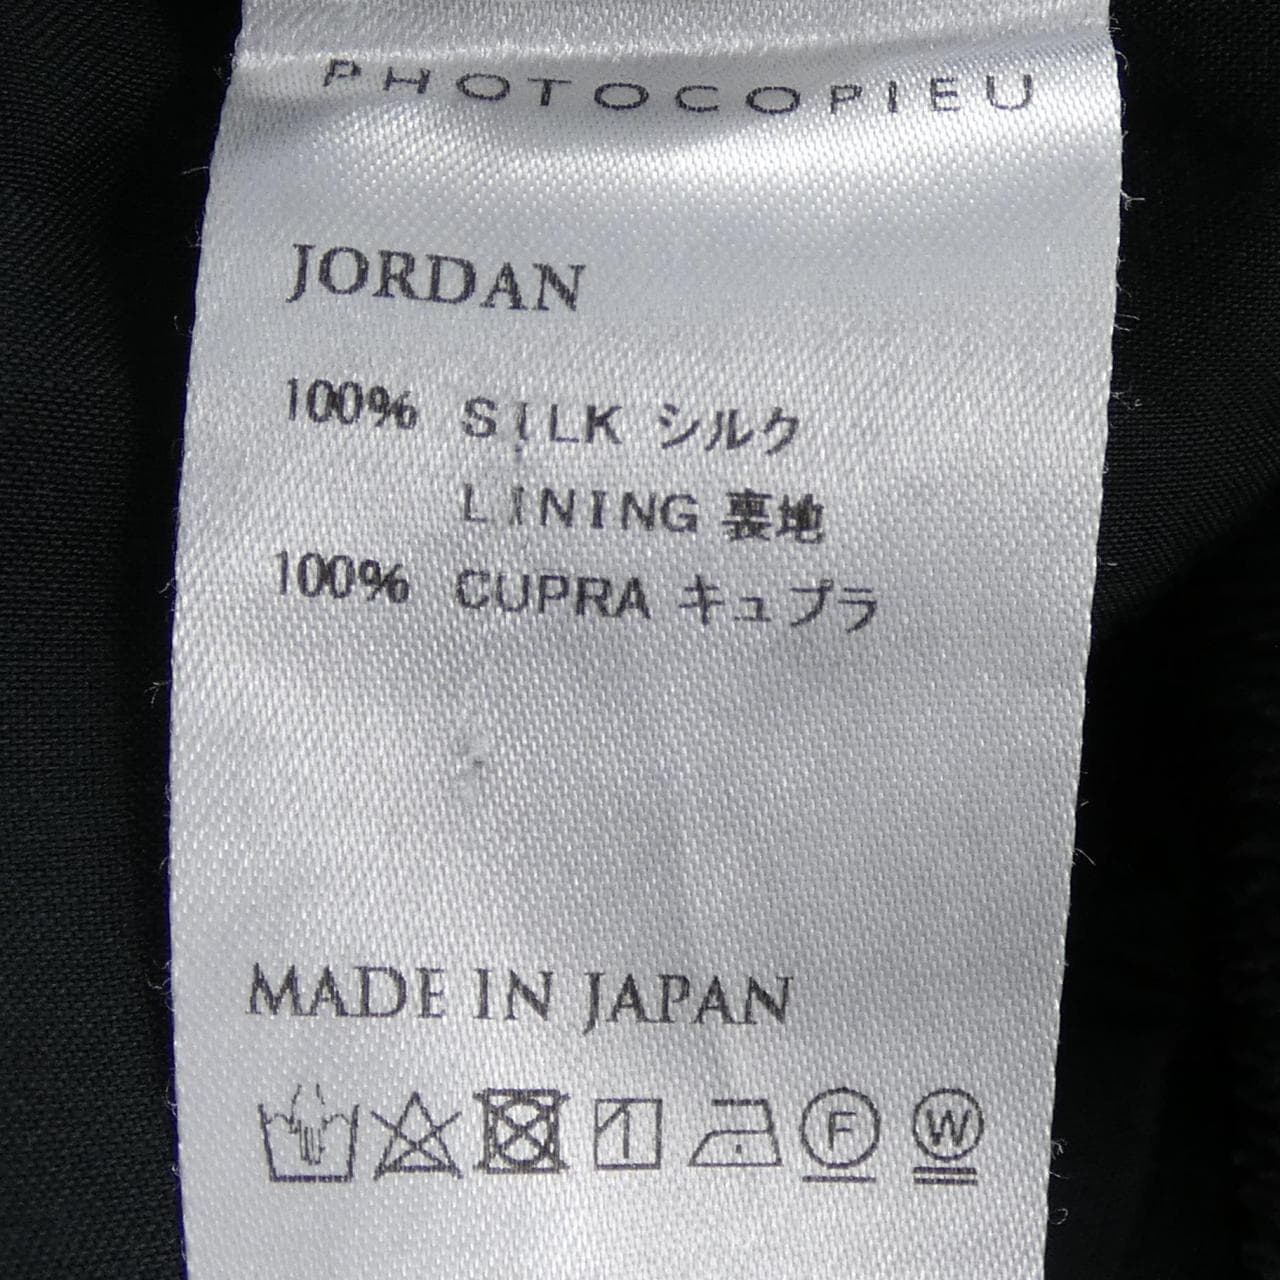 PHOTOCOPIEU
JORDAN
100% SILK シルク
LINING 裏地
100% CUPRA キュプラ
MADE IN JAPAN
F W